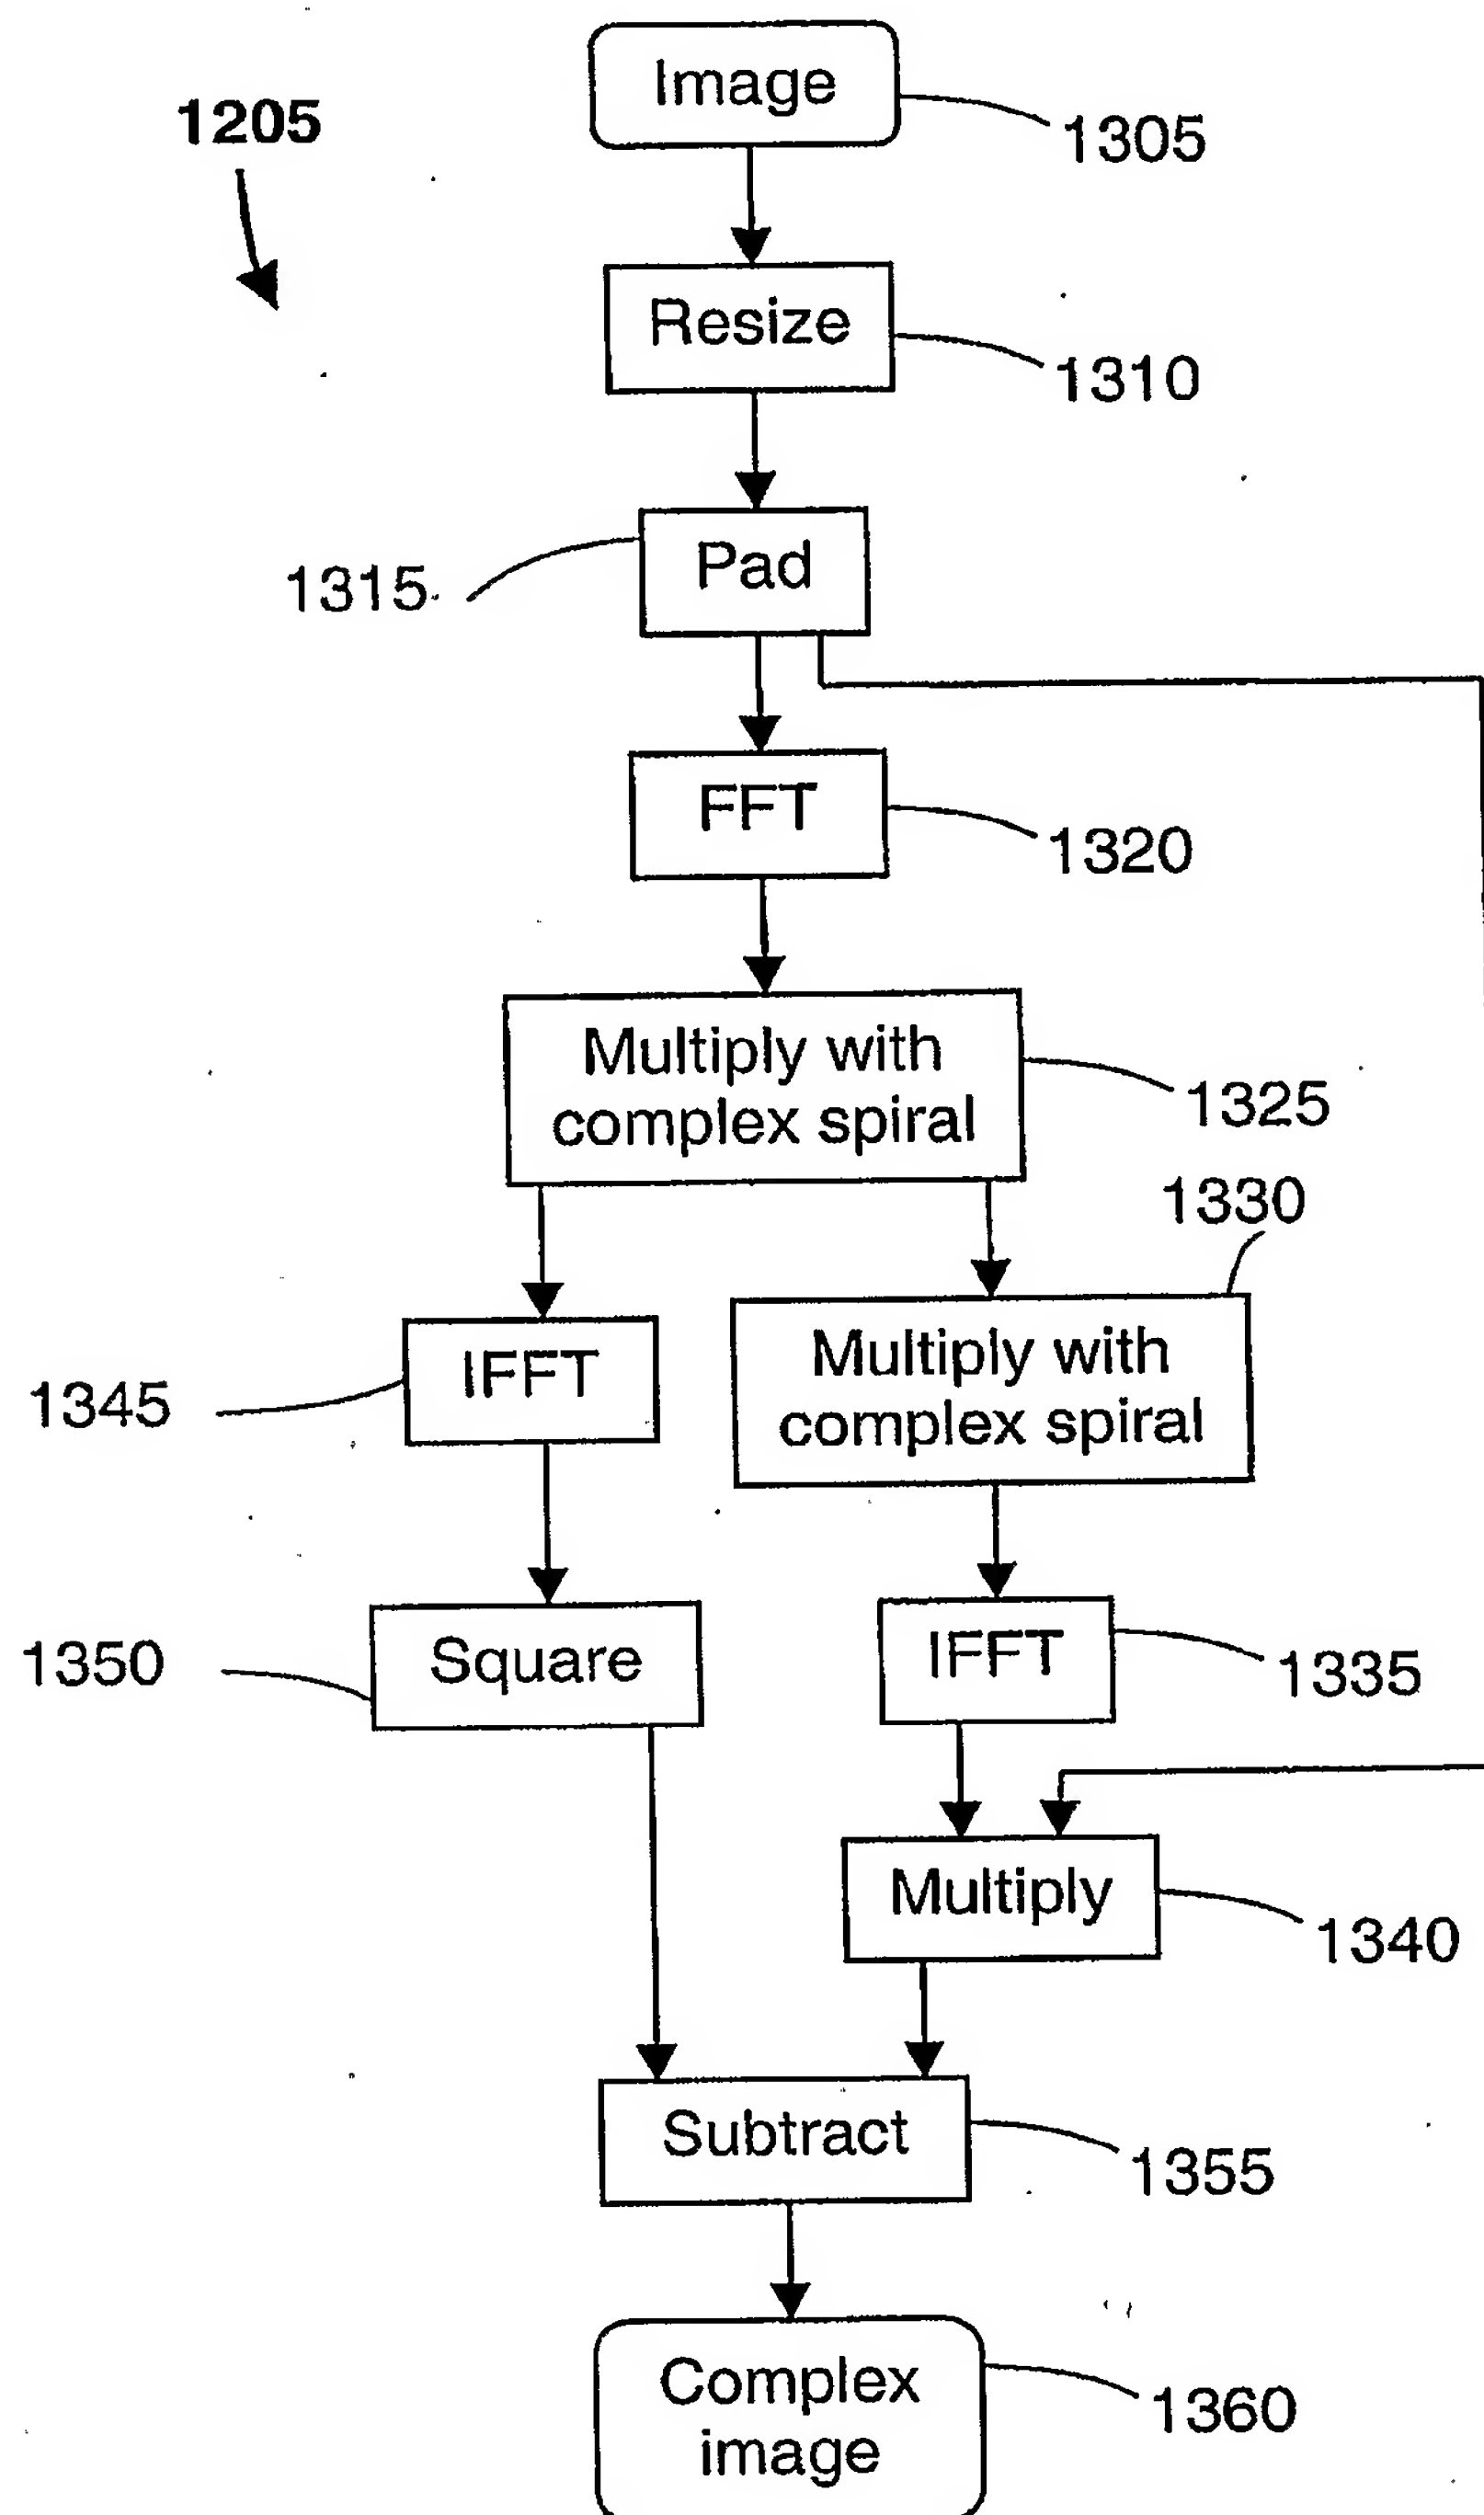 Image
1205
1305
Resize
1310
Pad
1315
FFT
1320
Multiply with
complex spiral
1325
1330
IFFT
Multiply with
complex spiral
1345
Square
IFFT
1350
1335
Multiply
1340
Subtract
1355
Complex
image
1360